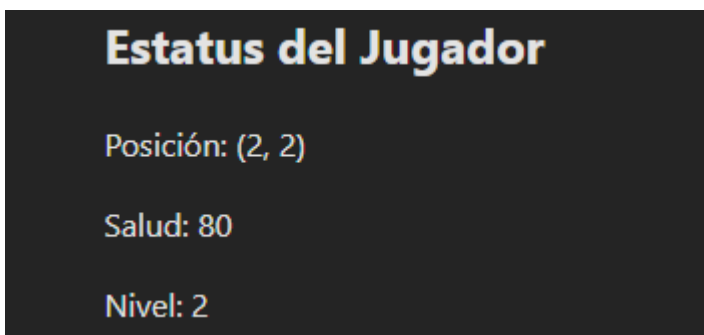 Estatus del Jugador
Posición: (2, 2)
Salud: 80
Nivel: 2